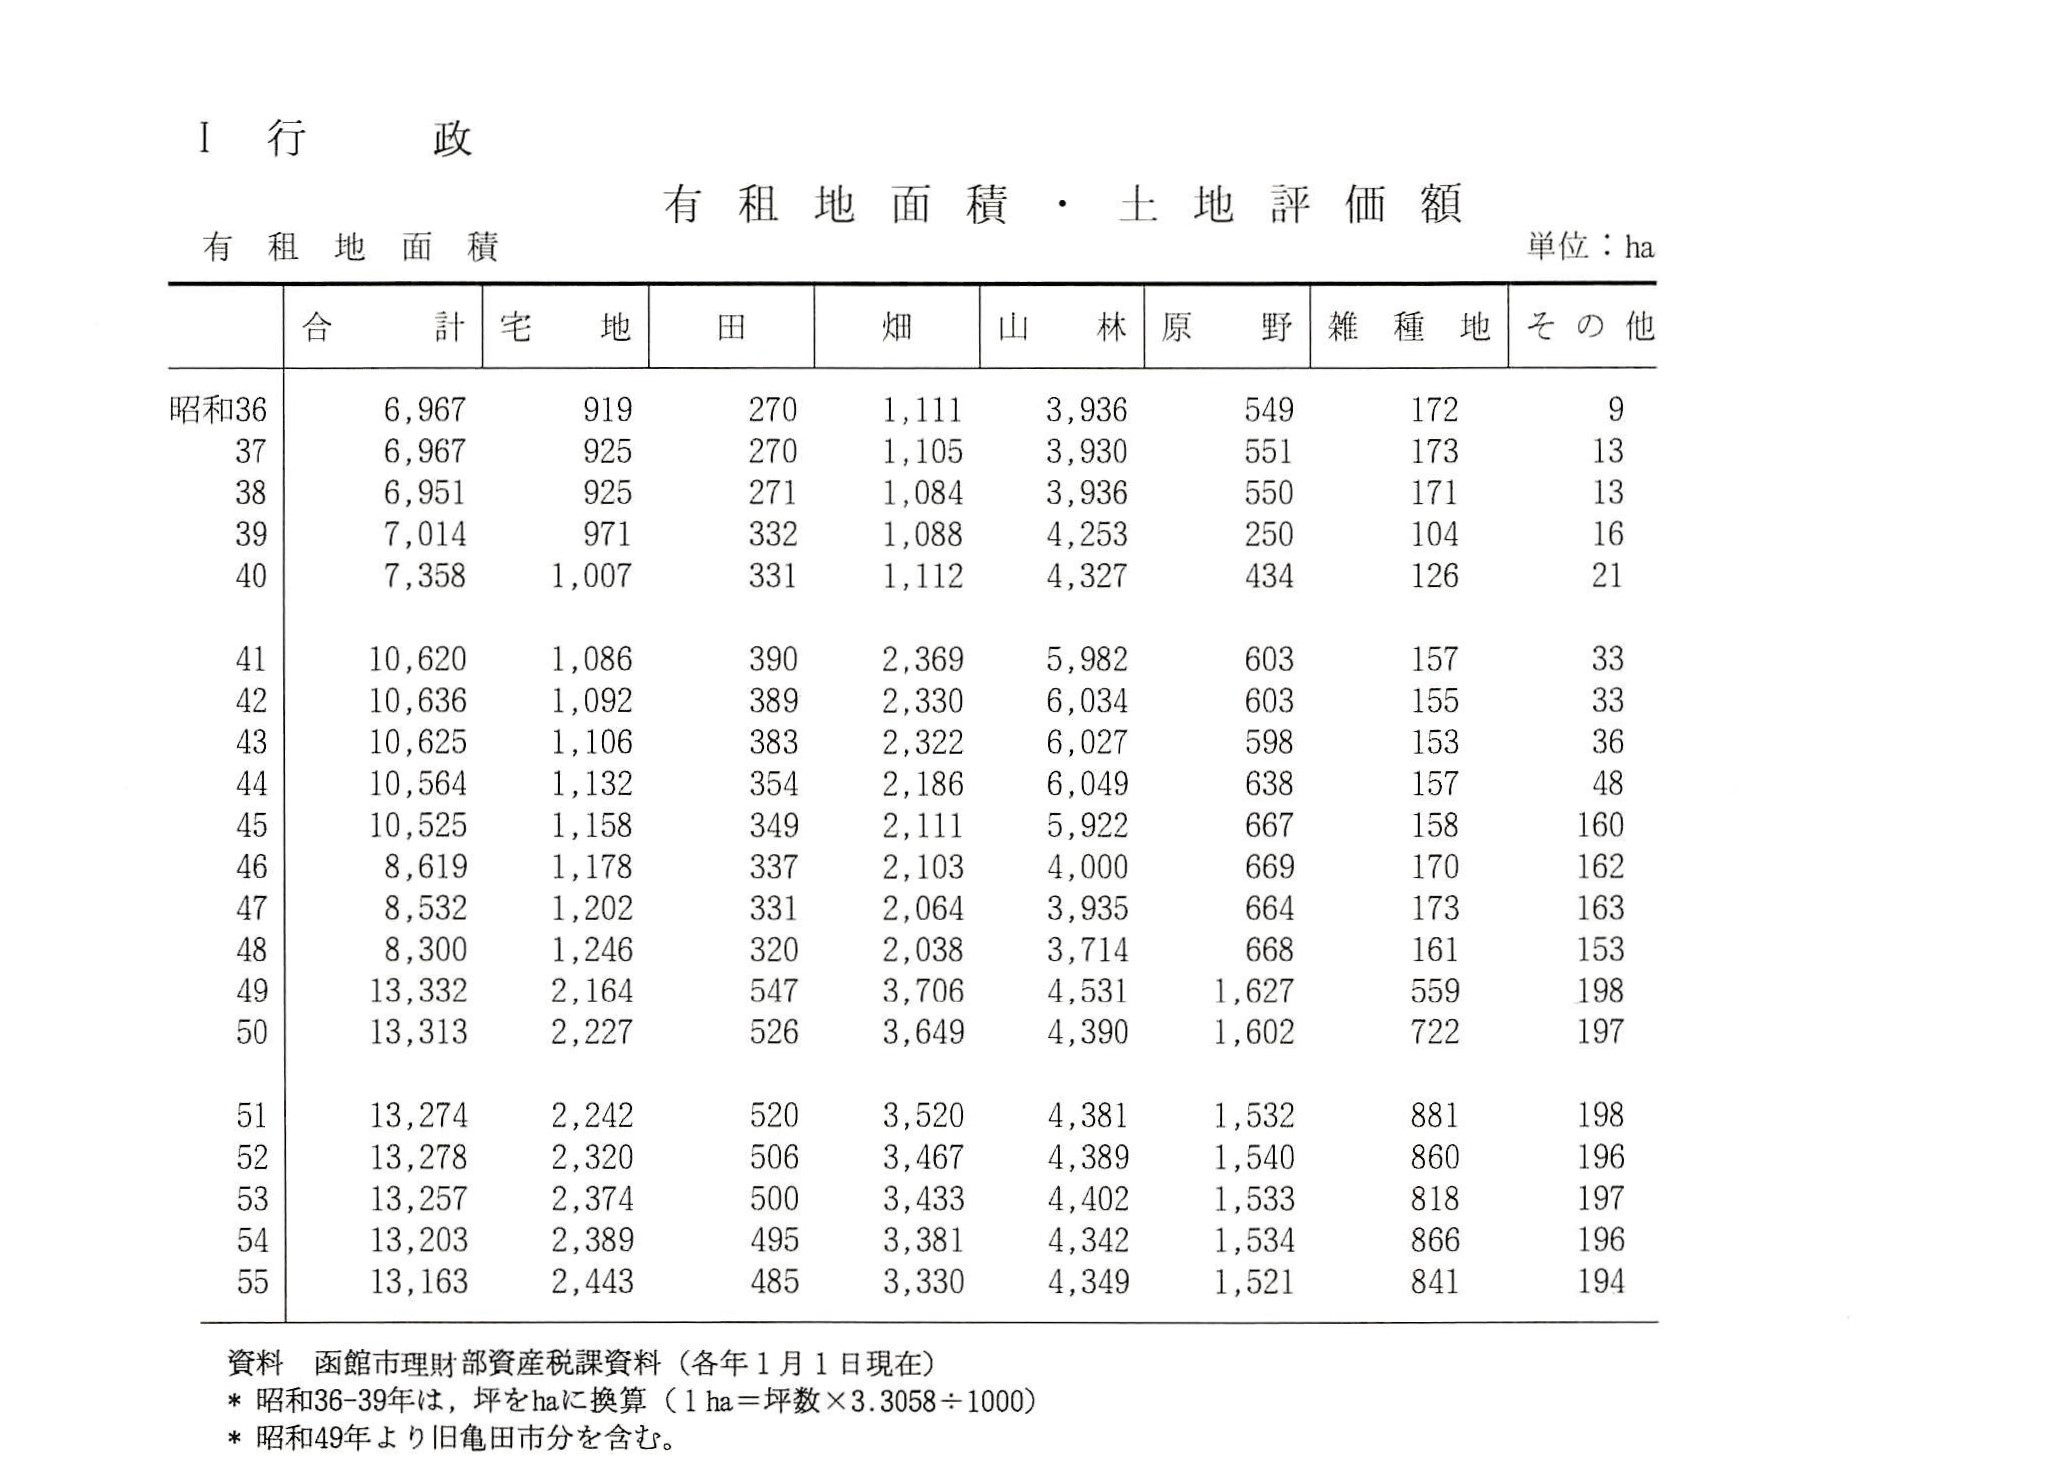 I 行 政
有租地面積・土地評価額
有租地面積 単位：ha
合計 宅地 田 畑 山林 原野 雑種地 その他
昭和36 6,967 919 270 1,111 3,936 549 172 9
37 6,967 925 270 1,105 3,930 551 173 13
38 6,951 925 271 1,084 3,936 550 171 13
39 7,014 971 332 1,088 4,253 250 104 16
40 7,358 1,007 331 1,112 4,327 434 126 21
41 10,620 1,086 390 2,369 5,982 603 157 33
42 10,636 1,092 389 2,330 6,034 603 155 33
43 10,625 1,106 383 2,322 6,027 598 153 36
44 10,564 1,132 354 2,186 6,049 638 157 48
45 10,525 1,158 349 2,111 5,922 667 158 160
46 8,619 1,178 337 2,103 4,000 669 170 162
47 8,532 1,202 331 2,064 3,935 664 173 163
48 8,300 1,246 320 2,038 3,714 668 161 153
49 13,332 2,164 547 3,706 4,531 1,627 559 198
50 13,313 2,227 526 3,649 4,390 1,602 722 197
51 13,274 2,242 520 3,520 4,381 1,532 881 198
52 13,278 2,320 506 3,467 4,389 1,540 860 196
53 13,257 2,374 500 3,433 4,402 1,533 818 197
54 13,203 2,389 495 3,381 4,342 1,534 866 196
55 13,163 2,443 485 3,330 4,349 1,521 841 194
資料 函館市理財部資産税課資料（各年1月1日現在）
* 昭和36-39年は，坪をhaに換算（1ha＝坪数×3.3058÷1000）
* 昭和49年より旧亀田市分を含む。